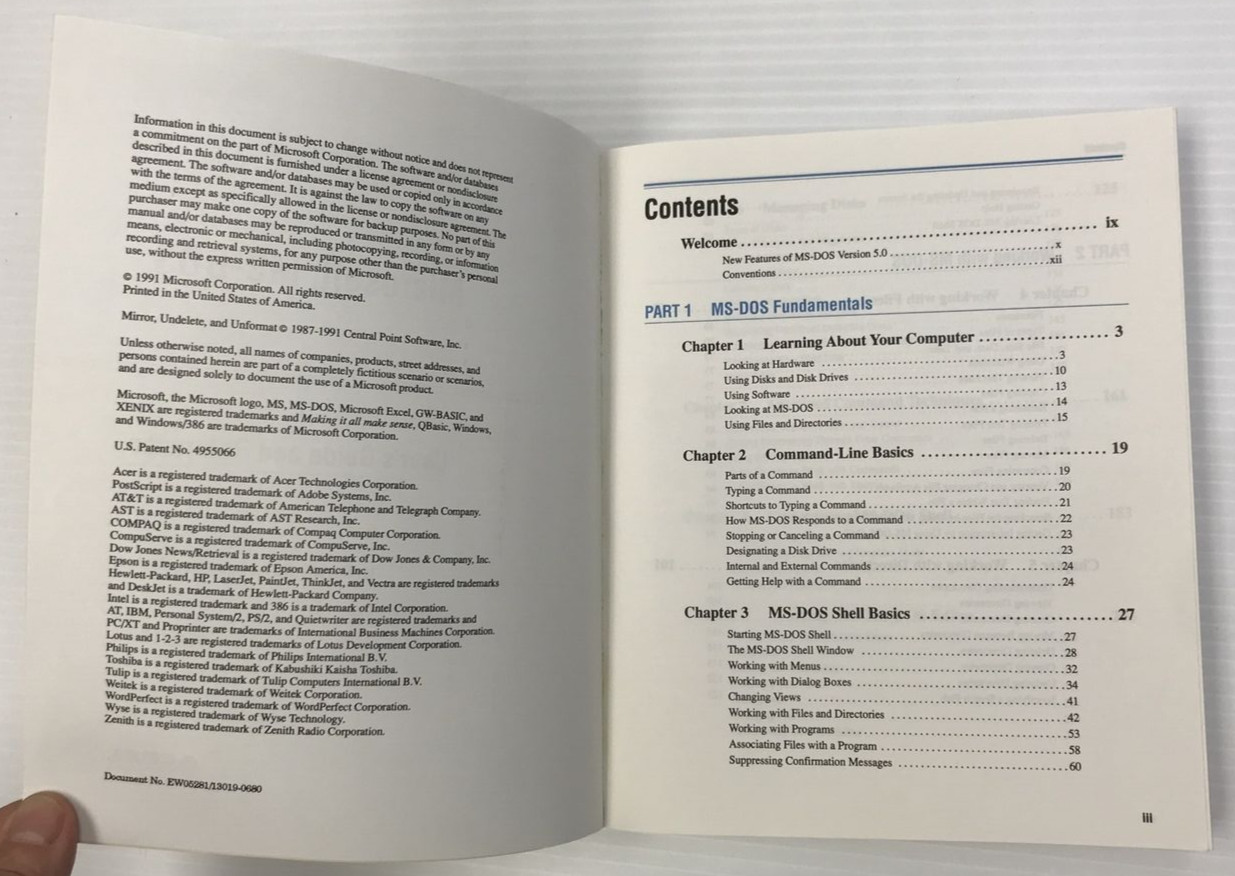 Information in this document is subject to change without notice and does not represent
a commitment on the part of Microsoft Corporation. The software and/or databases
described in this document is furnished under a license agreement or nondisclosure
agreement. The software and/or databases may be used or copied only in accordance
with the terms of the agreement. It is against the law to copy the software on any
medium except as specifically allowed in the license or nondisclosure agreement. The
purchaser may make one copy of the software for backup purposes. No part of this
manual and/or databases may be reproduced or transmitted in any form or by any
means, electronic or mechanical, including photocopying, recording, or information
recording and retrieval systems, for any purpose other than the purchaser's personal
use, without the express written permission of Microsoft.
© 1991 Microsoft Corporation. All rights reserved.
Printed in the United States of America.
Mirror, Undelete, and Unformat © 1987-1991 Central Point Software, Inc.
Unless otherwise noted, all names of companies, products, street addresses, and
persons contained herein are part of a completely fictitious scenario or scenarios,
and are designed solely to document the use of a Microsoft product.
Microsoft, the Microsoft logo, MS, MS-DOS, Microsoft Excel, GW-BASIC, and
XENIX are registered trademarks and Making it all make sense, QBasic, Windows,
and Windows/386 are trademarks of Microsoft Corporation.
U.S. Patent No. 4955066
Acer is a registered trademark of Acer Technologies Corporation.
PostScript is a registered trademark of Adobe Systems, Inc.
AT&T is a registered trademark of American Telephone and Telegraph Company.
AST is a registered trademark of AST Research, Inc.
COMPAQ is a registered trademark of Compaq Computer Corporation.
CompuServe is a registered trademark of CompuServe, Inc.
Dow Jones News/Retrieval is a registered trademark of Dow Jones & Company, Inc.
Epson is a registered trademark of Epson America, Inc.
Hewlett-Packard, HP, LaserJet, PaintJet, ThinkJet, and Vectra are registered trademarks
and DeskJet is a trademark of Hewlett-Packard Company.
Intel is a registered trademark and 386 is a trademark of Intel Corporation.
AT, IBM, Personal System/2, PS/2, and Quietwriter are registered trademarks and
PC/XT and Proprinter are trademarks of International Business Machines Corporation.
Lotus and 1-2-3 are registered trademarks of Lotus Development Corporation.
Philips is a registered trademark of Philips International B.V.
Toshiba is a registered trademark of Kabushiki Kaisha Toshiba.
Tulip is a registered trademark of Tulip Computers International B.V.
Weitek is a registered trademark of Weitek Corporation.
WordPerfect is a registered trademark of WordPerfect Corporation.
Wyse is a registered trademark of Wyse Technology.
Zenith is a registered trademark of Zenith Radio Corporation.
Document No. EW05281/13019-0680
Contents
Welcome ... ix
New Features of MS-DOS Version 5.0 ... x
Conventions ... xii
PART 1 MS-DOS Fundamentals
Chapter 1 Learning About Your Computer ... 3
Looking at Hardware ... 3
Using Disks and Disk Drives ... 10
Using Software ... 13
Looking at MS-DOS ... 14
Using Files and Directories ... 15
Chapter 2 Command-Line Basics ... 19
Parts of a Command ... 19
Typing a Command ... 20
Shortcuts to Typing a Command ... 21
How MS-DOS Responds to a Command ... 22
Stopping or Canceling a Command ... 23
Designating a Disk Drive ... 23
Internal and External Commands ... 24
Getting Help with a Command ... 24
Chapter 3 MS-DOS Shell Basics ... 27
Starting MS-DOS Shell ... 27
The MS-DOS Shell Window ... 28
Working with Menus ... 32
Working with Dialog Boxes ... 34
Changing Views ... 41
Working with Files and Directories ... 42
Working with Programs ... 53
Associating Files with a Program ... 58
Suppressing Confirmation Messages ... 60
iii